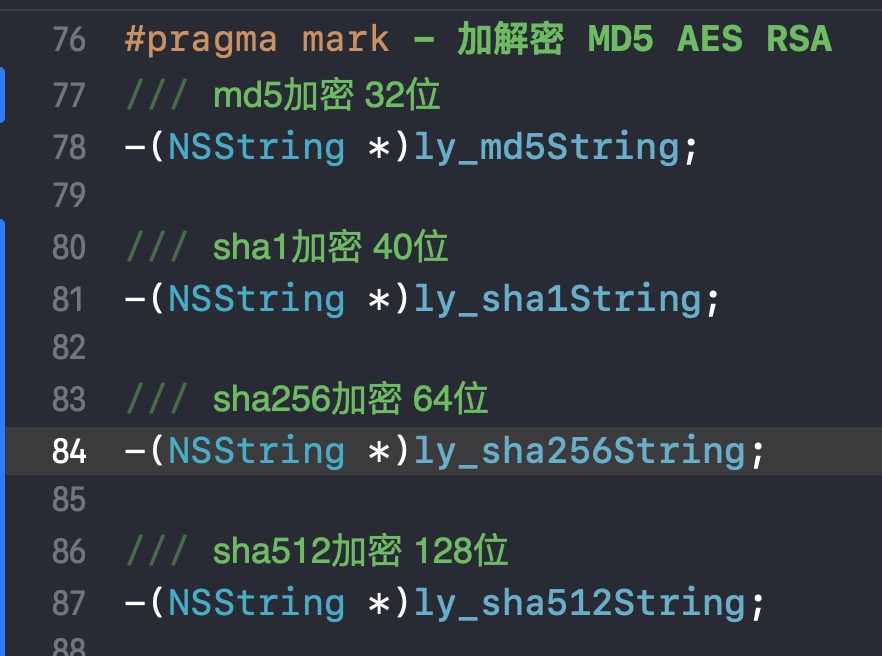 76 #pragma mark - 加解密 MD5 AES RSA
77 /// md5加密 32位
78 -(NSString *)ly_md5String;
79
80 /// sha1加密 40位
81 -(NSString *)ly_sha1String;
82
83 /// sha256加密 64位
84 -(NSString *)ly_sha256String;
85
86 /// sha512加密 128位
87 -(NSString *)ly_sha512String;
88